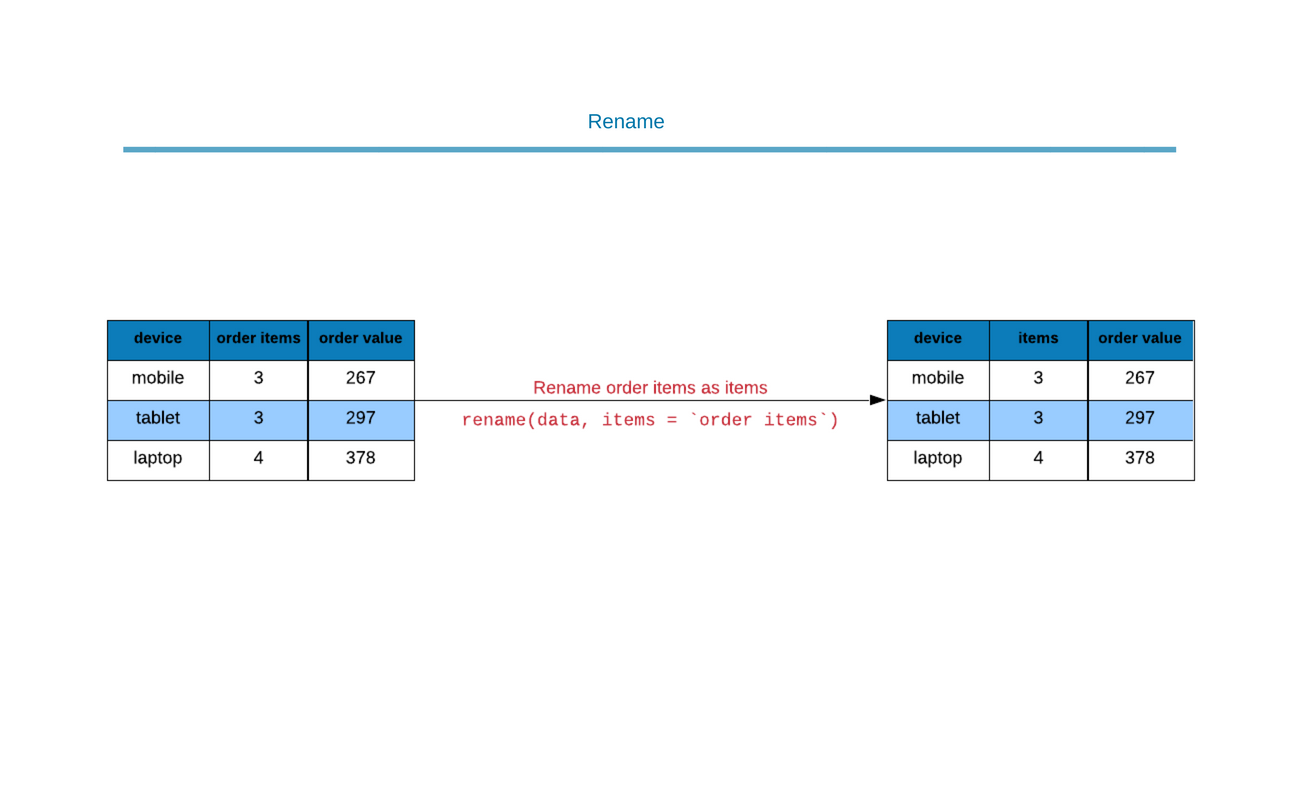 Rename
device order items order value
mobile 3 267
tablet 3 297
laptop 4 378
Rename order items as items
rename(data, items = `order items`)
device items order value
mobile 3 267
tablet 3 297
laptop 4 378